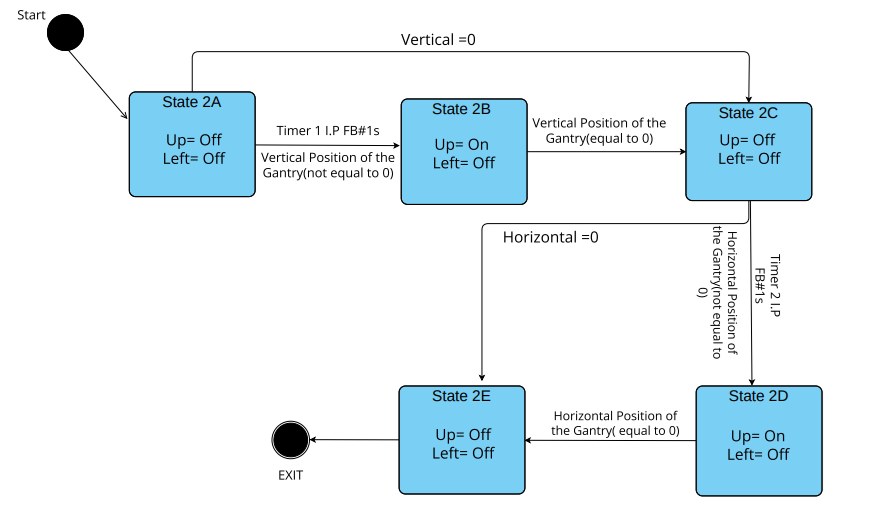 Start
Vertical =0
State 2A
Up= Off
Left= Off
Timer 1 I.P FB#1s
Vertical Position of the
Gantry(not equal to 0)
State 2B
Up= On
Left= Off
Vertical Position of the
Gantry(equal to 0)
State 2C
Up= Off
Left= Off
Horizontal =0
Timer 2 I.P
FB#1s
Horizontal Position of
the Gantry(not equal to
0)
State 2E
Up= Off
Left= Off
Horizontal Position of
the Gantry( equal to 0)
State 2D
Up= On
Left= Off
EXIT